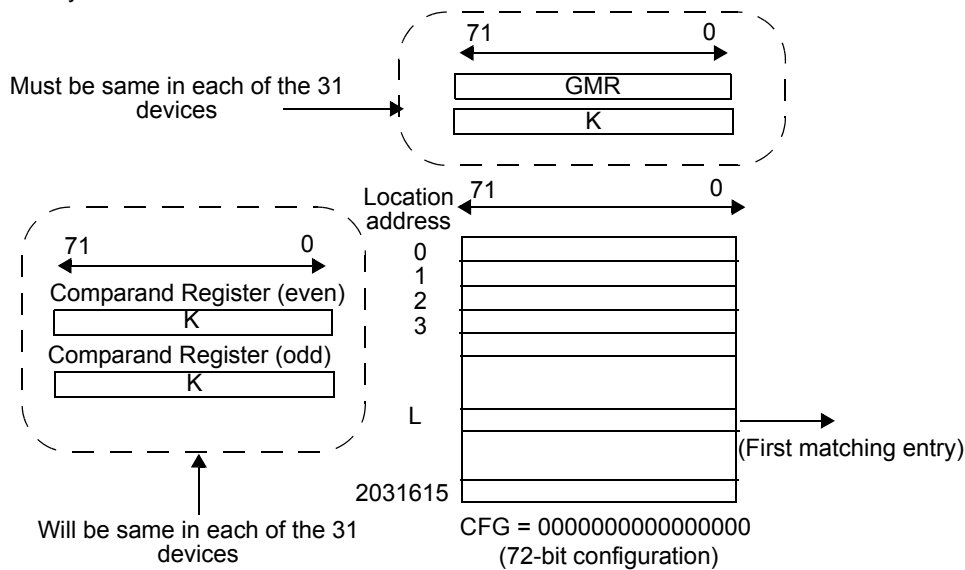 71 0
GMR
K
Must be same in each of the 31
devices
Location
address
71 0
0
1
2
3
L
2031615
(First matching entry)
CFG = 0000000000000000
(72-bit configuration)
71 0
Comparand Register (even)
K
Comparand Register (odd)
K
Will be same in each of the 31
devices